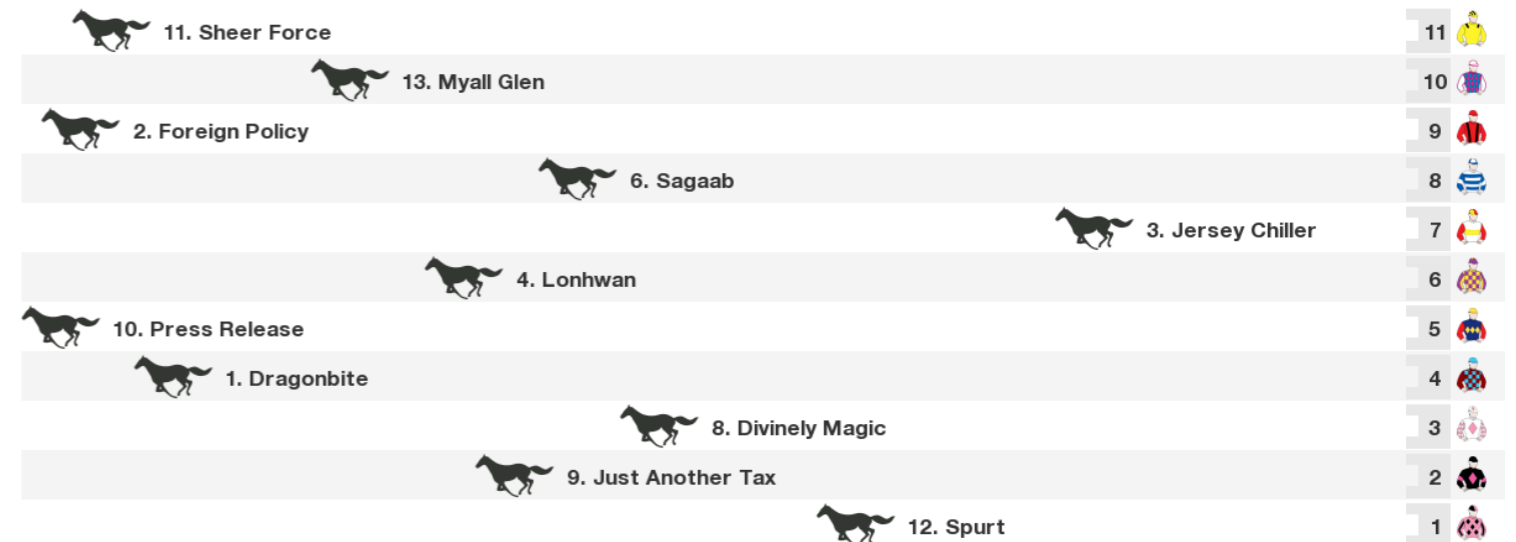 11. Sheer Force 11
13. Myall Glen 10
2. Foreign Policy 9
6. Sagaab 8
3. Jersey Chiller 7
4. Lonhwan 6
10. Press Release 5
1. Dragonbite 4
8. Divinely Magic 3
9. Just Another Tax 2
12. Spurt 1